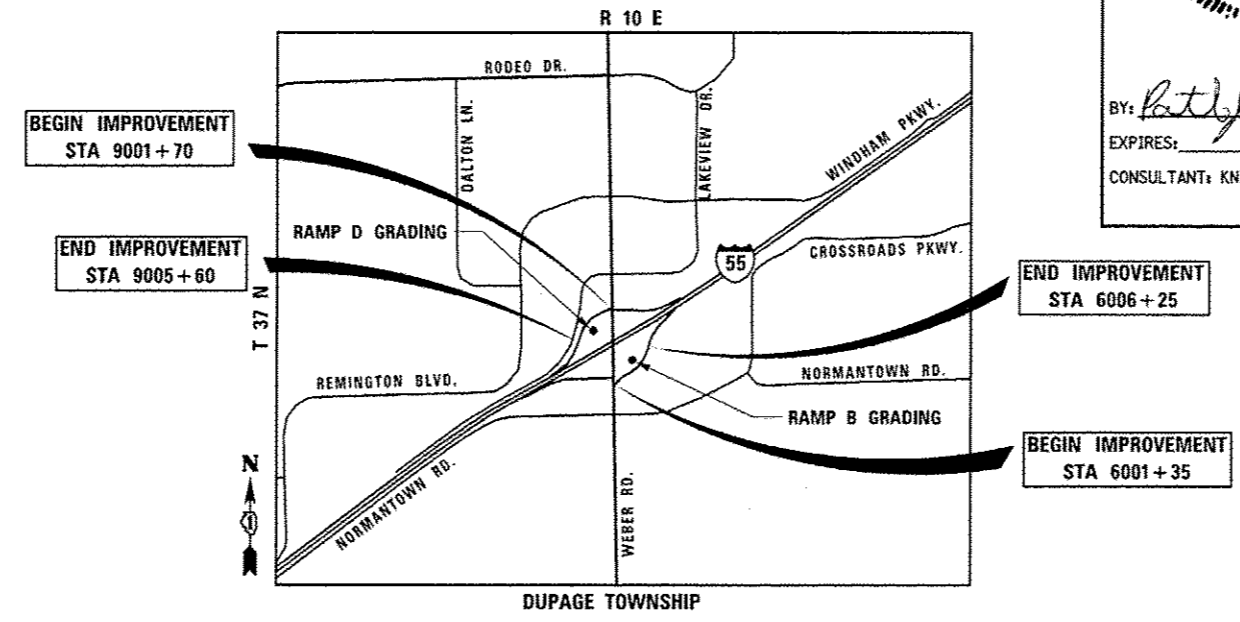 R 10 E
RODEO DR.
BEGIN IMPROVEMENT
STA 9001+70
DALTON LN.
LAKEVIEW DR.
WINDHAM PKWY.
BY:
EXPIRES:
CONSULTANT: KN
RAMP D GRADING
END IMPROVEMENT
STA 9005+60
55
CROSSROADS PKWY.
END IMPROVEMENT
STA 6006+25
T 37 N
REMINGTON BLVD.
NORMANTOWN RD.
RAMP B GRADING
BEGIN IMPROVEMENT
STA 6001+35
N
NORMANTOWN RD.
WEBER RD.
DUPAGE TOWNSHIP